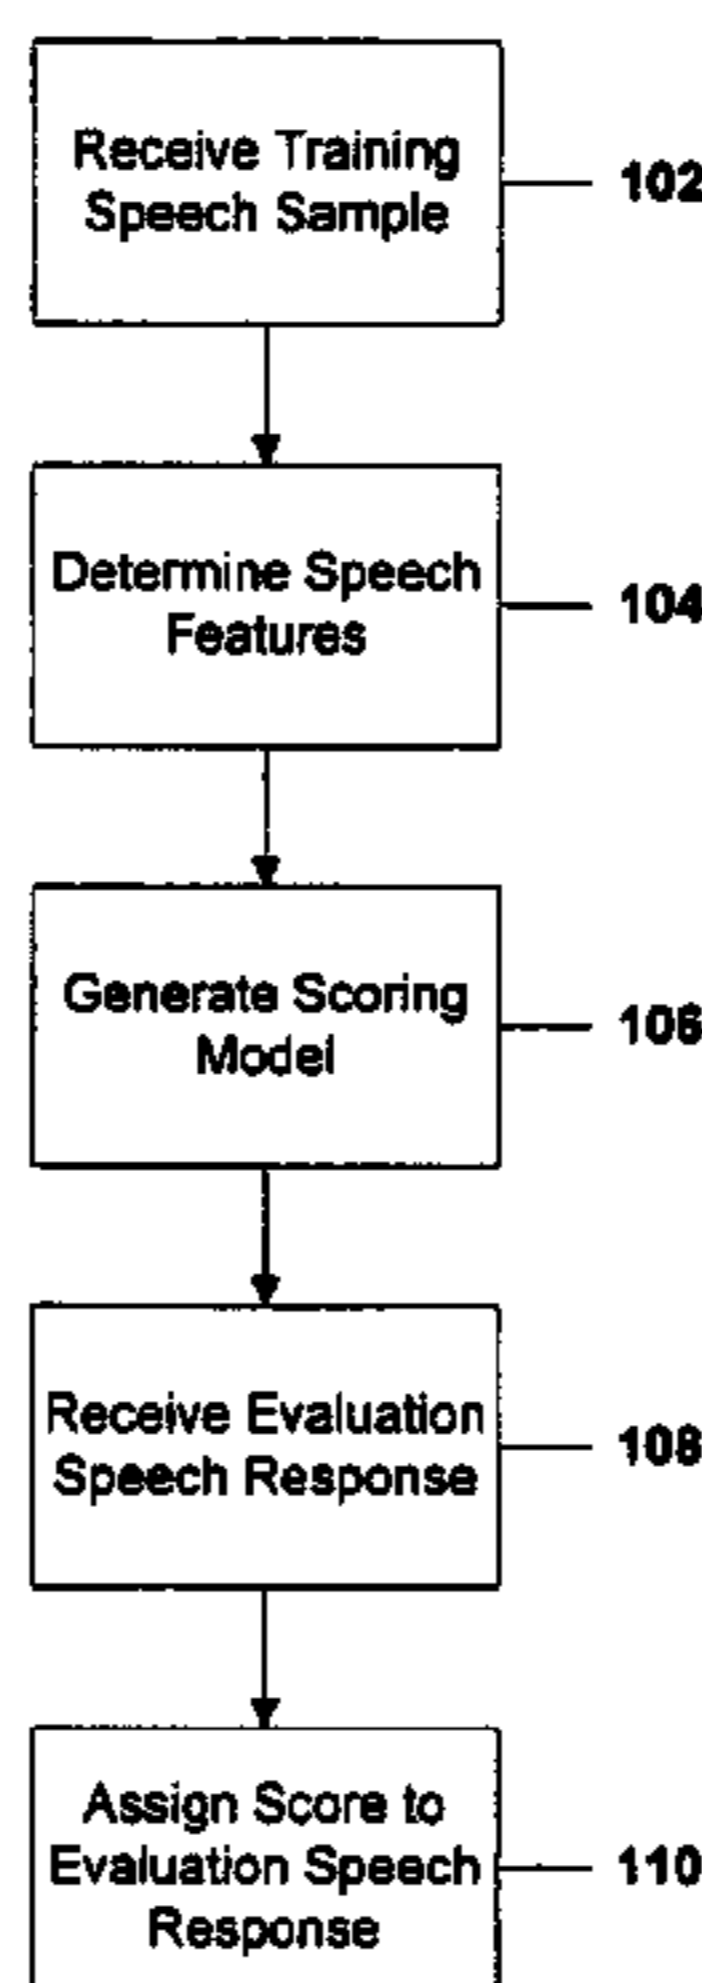 Receive Training
Speech Sample
102
Determine Speech
Features
104
Generate Scoring
Model
106
Receive Evaluation
Speech Response
108
Assign Score to
Evaluation Speech
Response
110